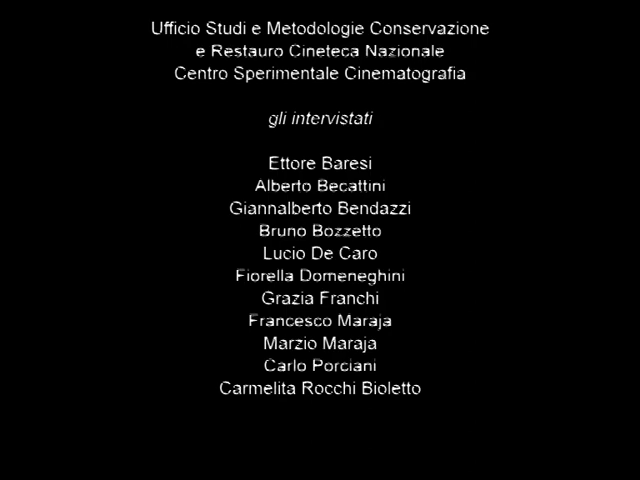 Ufficio Studi e Metodologie Conservazione
e Restauro Cineteca Nazionale
Centro Sperimentale Cinematografia
gli intervistati
Ettore Baresi
Alberto Becattini
Giannalberto Bendazzi
Bruno Bozzetto
Lucio De Caro
Fiorella Domeneghini
Grazia Franchi
Francesco Maraja
Marzio Maraja
Carlo Porciani
Carmelita Rocchi Bioletto